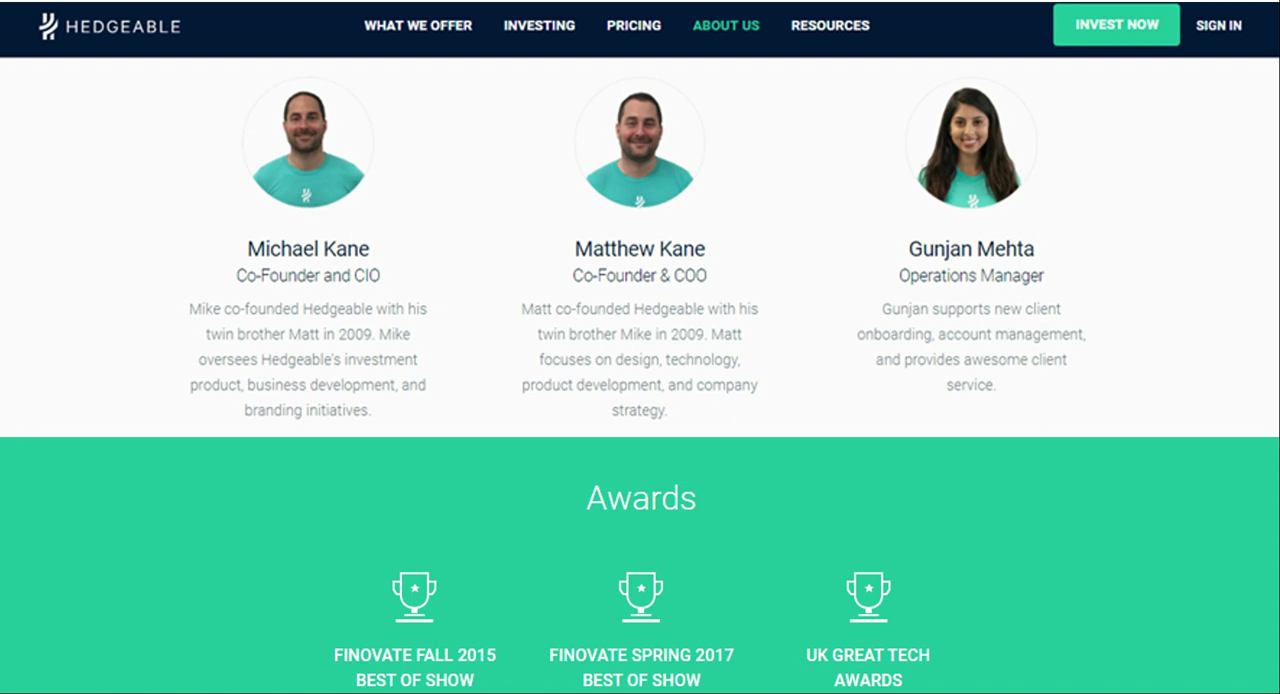 HEDGEABLE
WHAT WE OFFER
INVESTING
PRICING
ABOUT US
RESOURCES
INVEST NOW
SIGN IN
Michael Kane
Co-Founder and CIO
Mike co-founded Hedgeable with his
twin brother Matt in 2009. Mike
oversees Hedgeable's investment
product, business development, and
branding initiatives.
Matthew Kane
Co-Founder & COO
Matt co-founded Hedgeable with his
twin brother Mike in 2009. Matt
focuses on design, technology,
product development, and company
strategy.
Gunjan Mehta
Operations Manager
Gunjan supports new client
onboarding, account management,
and provides awesome client
service.
Awards
FINOVATE FALL 2015
BEST OF SHOW
FINOVATE SPRING 2017
BEST OF SHOW
UK GREAT TECH
AWARDS